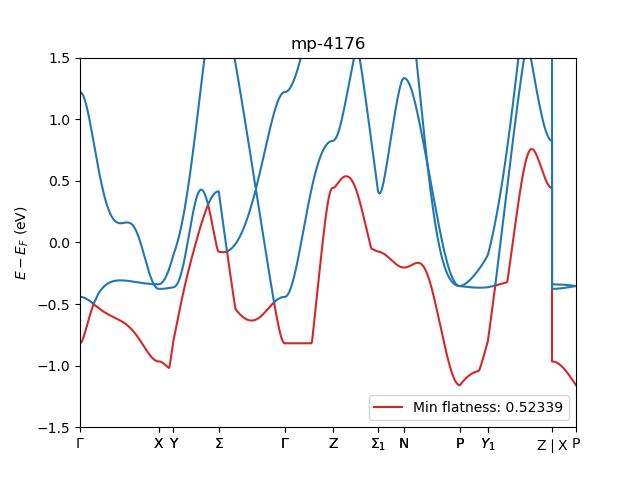 mp-4176
E − E_F (eV)
1.5
1.0
0.5
0.0
−0.5
−1.0
−1.5
Min flatness: 0.52339
Γ X Y Σ Γ Z Σ₁ N P Y₁ Z | X P